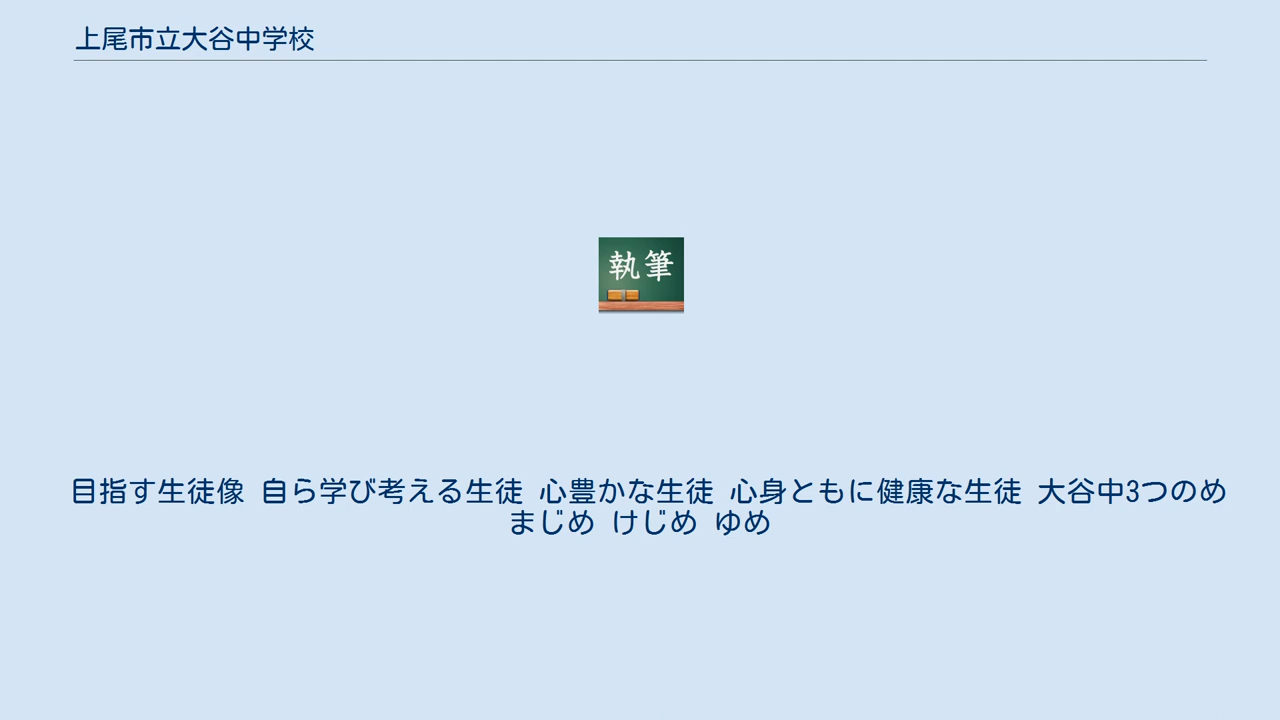 上尾市立大谷中学校
執筆
目指す生徒像 自ら学び考える生徒 心豊かな生徒 心身ともに健康な生徒 大谷中3つのめ
まじめ けじめ ゆめ